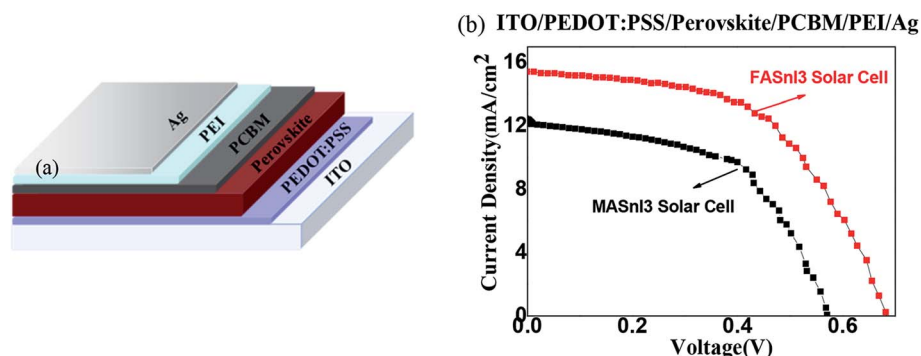 (a)
Ag
PEI
PCBM
Perovskite
PEDOT:PSS
ITO
(b) ITO/PEDOT:PSS/Perovskite/PCBM/PEI/Ag
Current Density(mA/cm²
16
12
8
4
0
FASnI3 Solar Cell
MASnI3 Solar Cell
0.0 0.2 0.4 0.6
Voltage(V)